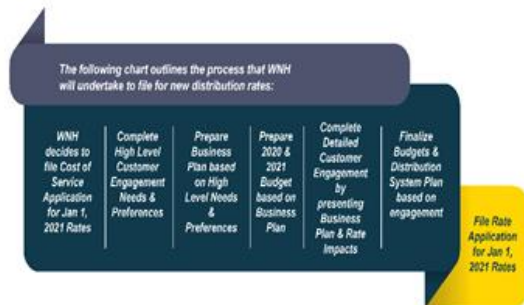 The following chart outlines the process that WNH
will undertake to file for new distribution rates:
WNH
decides to
file Cost of
Service
Application
for Jan 1,
2021 Rates
Complete
High Level
Customer
Engagement
Needs &
Preferences
Prepare
Business
Plan based
on High
Level Needs
&
Preferences
Prepare
2020 &
2021
Budget
based on
Business
Plan
Complete
Detailed
Customer
Engagement
by
presenting
Business
Plan & Rate
Impacts
Finalize
Budgets &
Distribution
System Plan
based on
engagement
File Rate
Application
for Jan 1,
2021 Rates